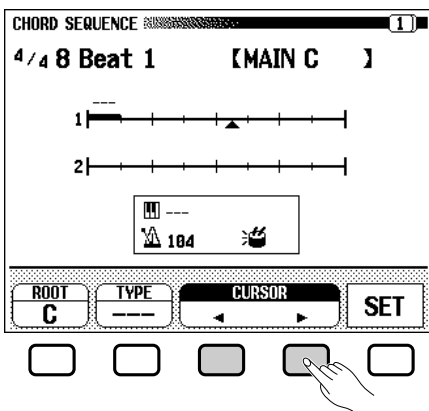 CHORD SEQUENCE 1
4/4 8 Beat 1 【MAIN C 】
---
1
2
---
104
ROOT TYPE CURSOR SET
C --- ◄ ►